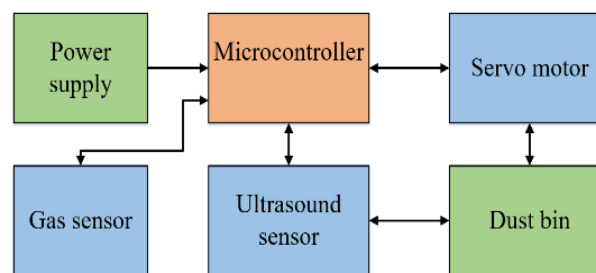 Power
supply
Microcontroller
Servo motor
Gas sensor
Ultrasound
sensor
Dust bin